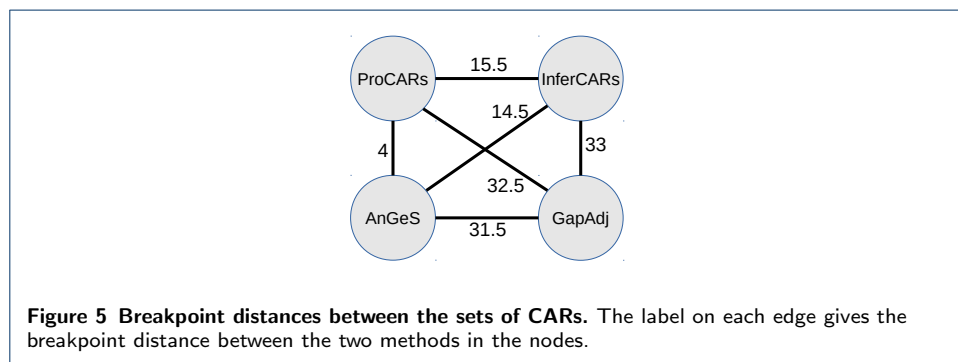 ProCARs
15.5
InferCARs
14.5
4
33
32.5
AnGeS
31.5
GapAdj
Figure 5 Breakpoint distances between the sets of CARs. The label on each edge gives the
breakpoint distance between the two methods in the nodes.